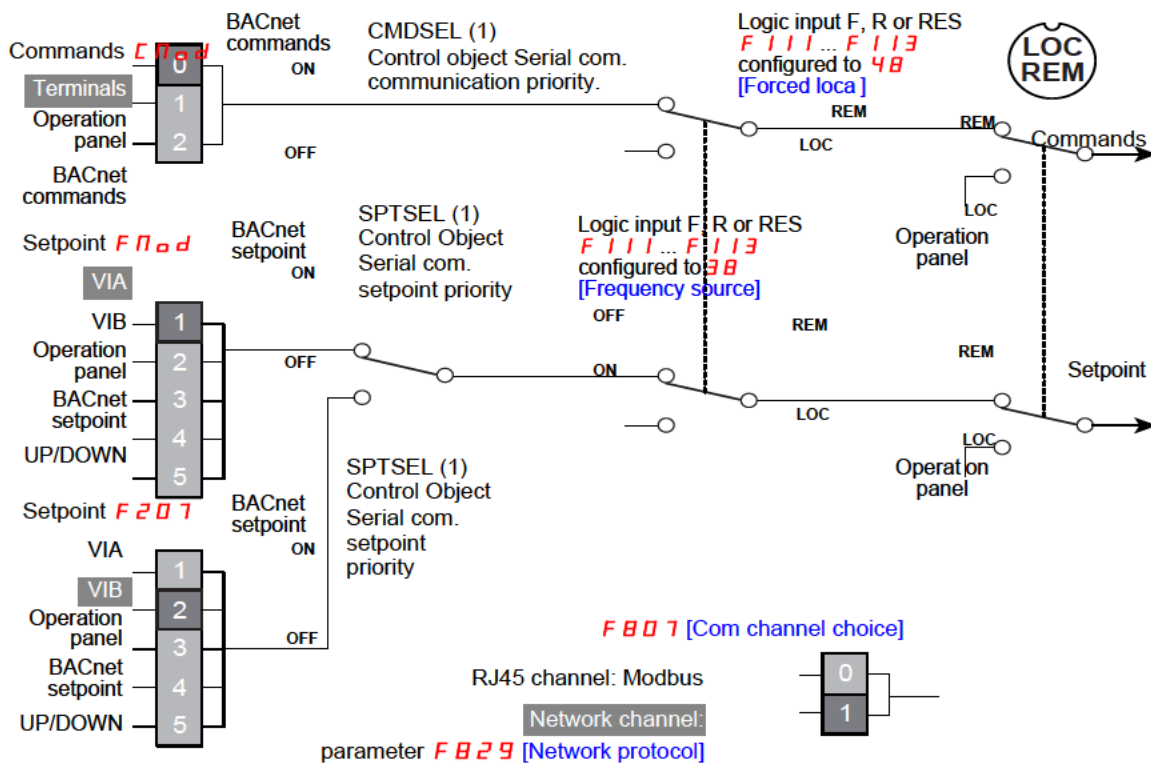 Commands CMod
0
Terminals
1
Operation
panel
2
BACnet
commands
BACnet
commands
ON
OFF
CMDSEL (1)
Control object Serial com.
communication priority.
Logic input F, R or RES
F111... F113
configured to 48
[Forced loca ]
LOC
REM
REM
LOC
REM
Commands
LOC
Operation
panel
Setpoint FMod
VIA
VIB
1
Operation
panel
2
BACnet
setpoint
3
4
UP/DOWN
5
BACnet
setpoint
ON
OFF
SPTSEL (1)
Control Object
Serial com.
setpoint priority
Logic input F, R or RES
F111... F113
configured to 38
[Frequency source]
OFF
ON
REM
LOC
REM
Setpoint
LOC
Operat on
panel
Setpoint F207
VIA
1
VIB
2
Operation
panel
3
BACnet
setpoint
4
UP/DOWN
5
BACnet
setpoint
ON
OFF
SPTSEL (1)
Control Object
Serial com.
setpoint
priority
F807 [Com channel choice]
RJ45 channel: Modbus
0
Network channel:
1
parameter F829 [Network protocol]